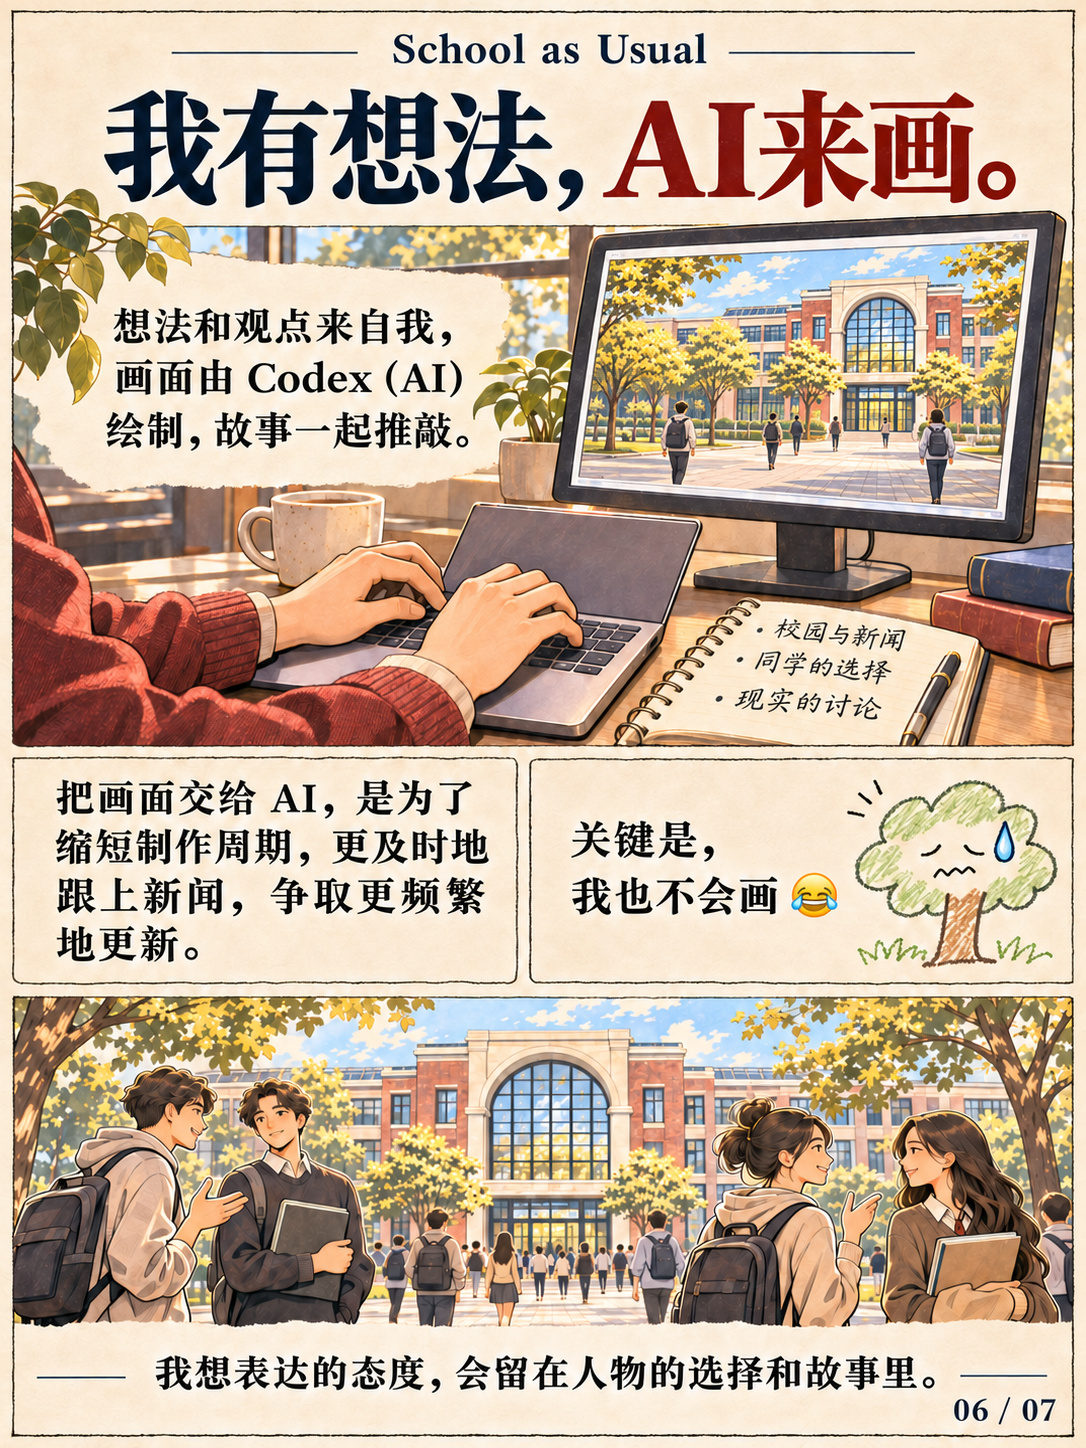 School as Usual
我有想法，AI来画。
想法和观点来自我，
画面由 Codex (AI)
绘制，故事一起推敲。
· 校园与新闻
· 同学的选择
· 现实的讨论
把画面交给 AI，是为了
缩短制作周期，更及时地
跟上新闻，争取更频繁
地更新。
关键是，
我也不会画 😂
我想表达的态度，会留在人物的选择和故事里。
06 / 07